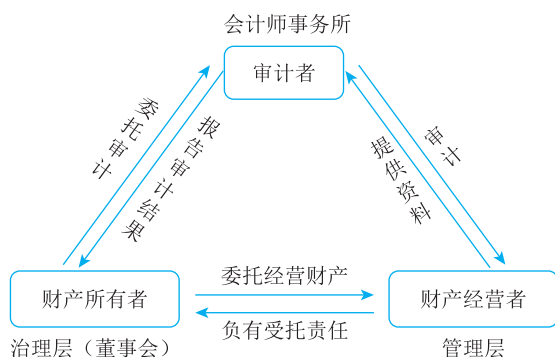 会计师事务所
审计者
委托审计
报告审计结果
审计
提供资料
财产所有者
委托经营财产
负有受托责任
财产经营者
治理层（董事会）
管理层